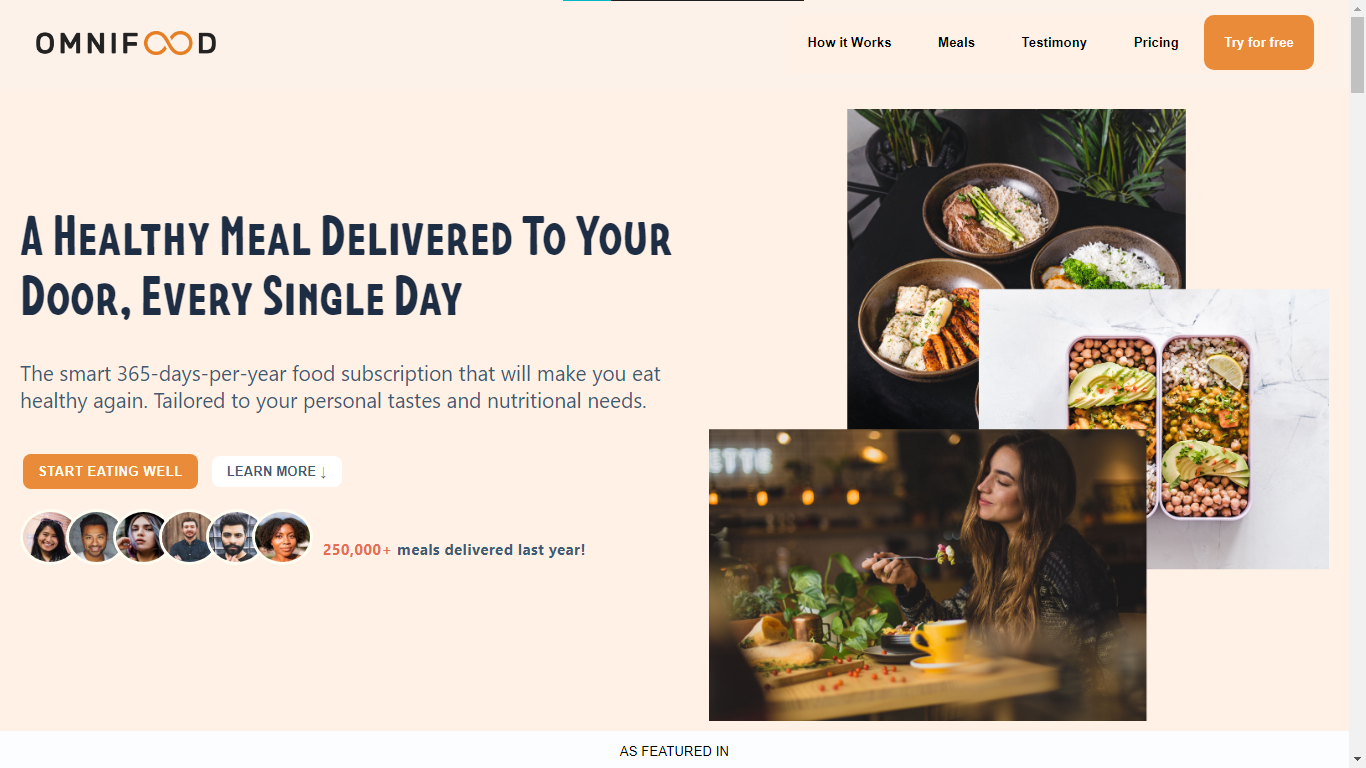 OMNIFOOD
How it Works
Meals
Testimony
Pricing
Try for free
A Healthy Meal Delivered To Your
Door, Every Single Day
The smart 365-days-per-year food subscription that will make you eat
healthy again. Tailored to your personal tastes and nutritional needs.
START EATING WELL
LEARN MORE ↓
250,000+ meals delivered last year!
ETTE
AS FEATURED IN